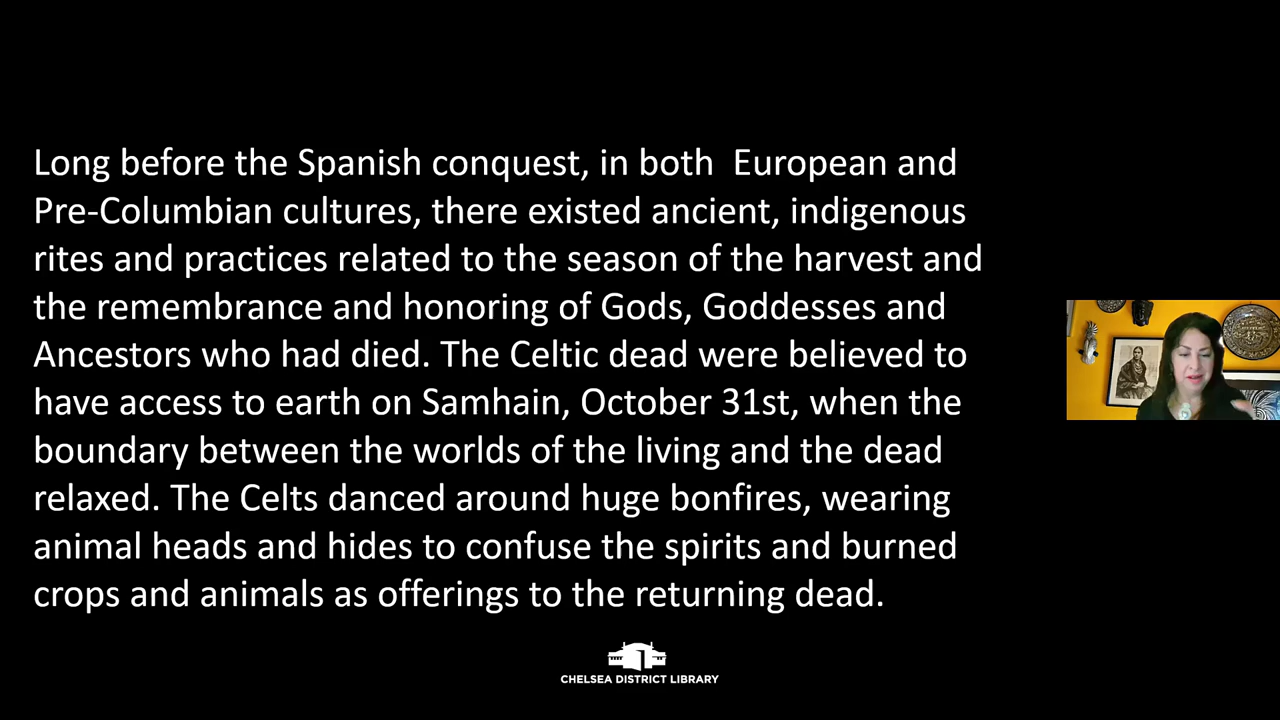 Long before the Spanish conquest, in both  European and
Pre-Columbian cultures, there existed ancient, indigenous
rites and practices related to the season of the harvest and
the remembrance and honoring of Gods, Goddesses and
Ancestors who had died. The Celtic dead were believed to
have access to earth on Samhain, October 31st, when the
boundary between the worlds of the living and the dead
relaxed. The Celts danced around huge bonfires, wearing
animal heads and hides to confuse the spirits and burned
crops and animals as offerings to the returning dead.
CHELSEA DISTRICT LIBRARY